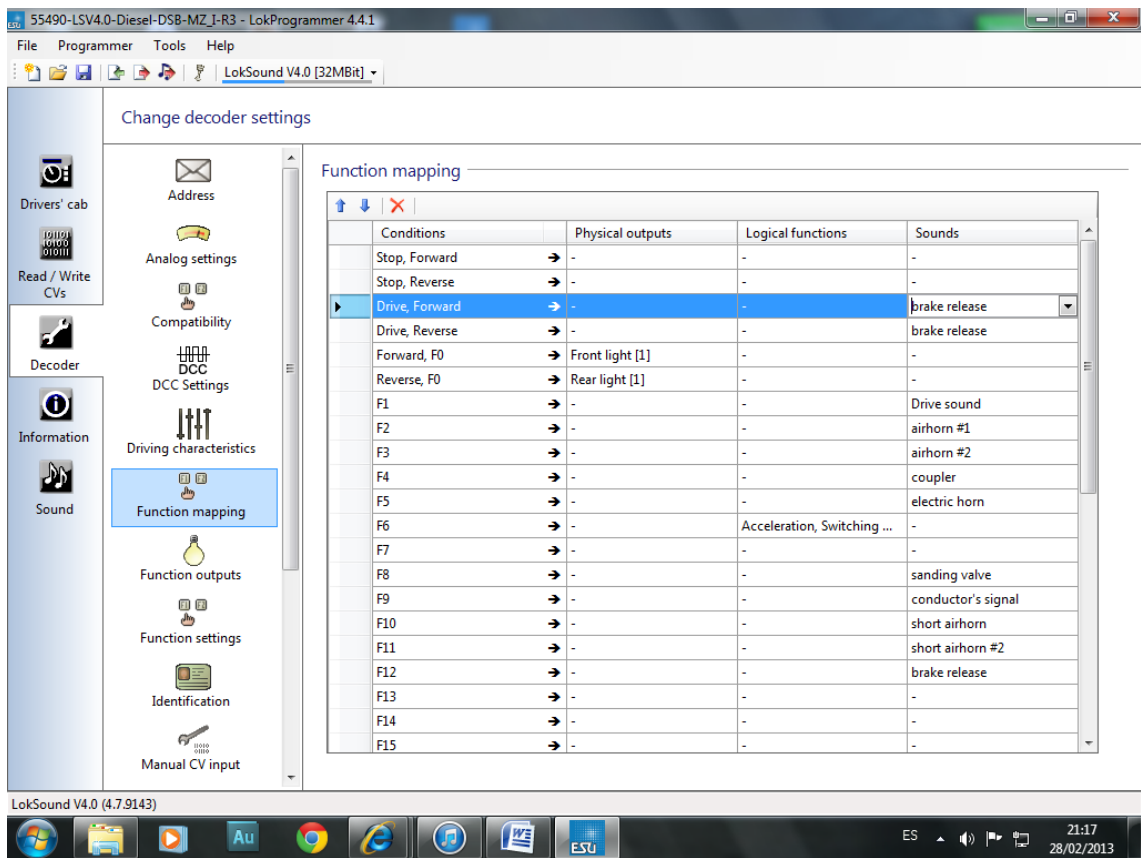 55490-LSV4.0-Diesel-DSB-MZ_I-R3 - LokProgrammer 4.4.1
File Programmer Tools Help
LokSound V4.0 [32MBit]
Change decoder settings
Drivers' cab
Read / Write
CVs
Decoder
Information
Sound
Address
Analog settings
Compatibility
DCC
DCC Settings
Driving characteristics
Function mapping
Function outputs
Function settings
Identification
Manual CV input
Function mapping
Conditions Physical outputs Logical functions Sounds
Stop, Forward - - -
Stop, Reverse - - -
Drive, Forward - - brake release
Drive, Reverse - - brake release
Forward, F0 Front light [1] - -
Reverse, F0 Rear light [1] - -
F1 - - Drive sound
F2 - - airhorn #1
F3 - - airhorn #2
F4 - - coupler
F5 - - electric horn
F6 - Acceleration, Switching ... -
F7 - - -
F8 - - sanding valve
F9 - - conductor's signal
F10 - - short airhorn
F11 - - short airhorn #2
F12 - - brake release
F13 - - -
F14 - - -
F15 - - -
LokSound V4.0 (4.7.9143)
Au
ESU
ES
21:17
28/02/2013